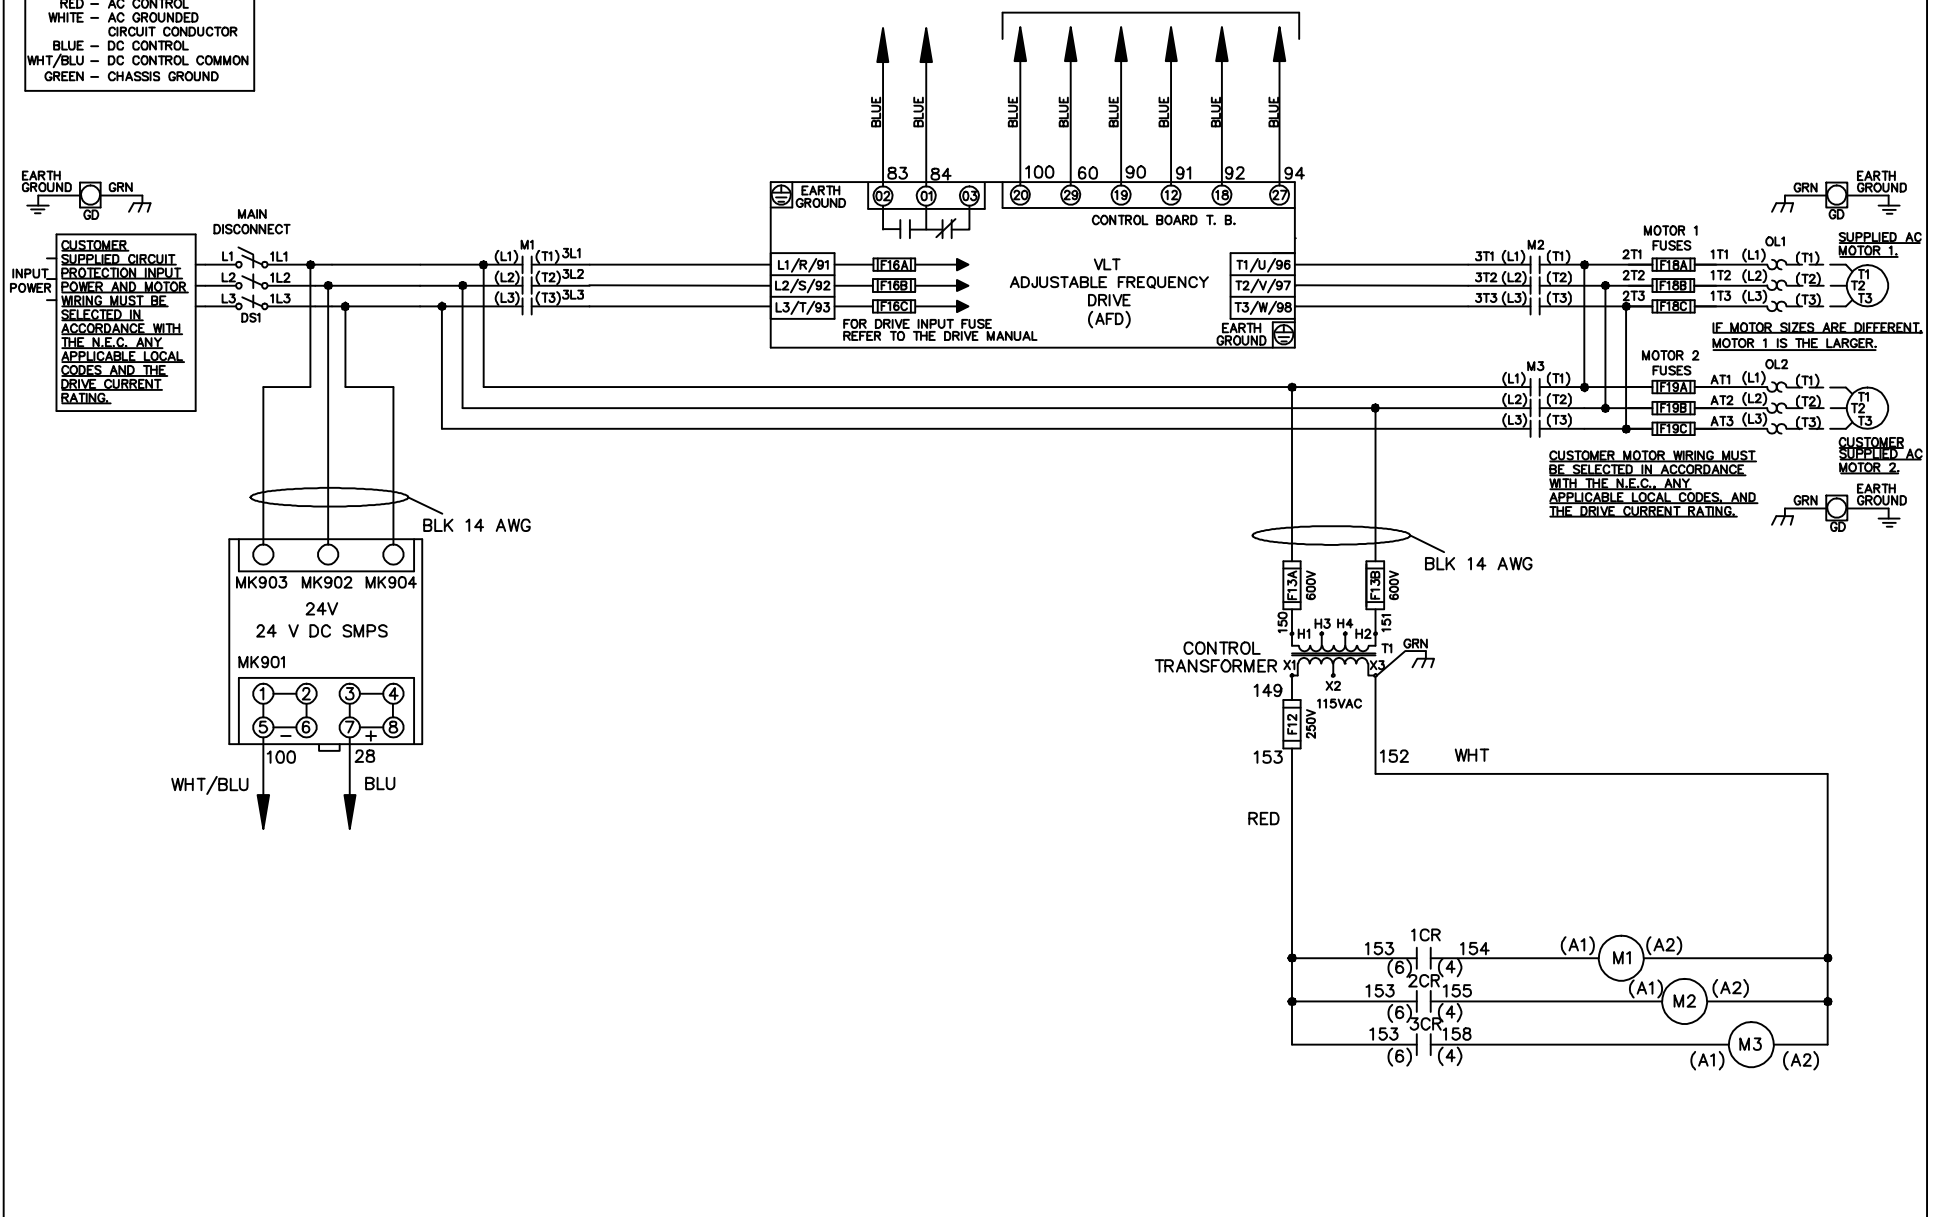 RED – AC CONTROL
WHITE – AC GROUNDED
CIRCUIT CONDUCTOR
BLUE – DC CONTROL
WHT/BLU – DC CONTROL COMMON
GREEN – CHASSIS GROUND
BLUE
BLUE
BLUE
BLUE
BLUE
BLUE
BLUE
BLUE
83
84
100
60
90
91
92
94
EARTH
GROUND
GRN
GD
MAIN
DISCONNECT
INPUT
POWER
CUSTOMER
SUPPLIED CIRCUIT
PROTECTION INPUT
POWER AND MOTOR
WIRING MUST BE
SELECTED IN
ACCORDANCE WITH
THE N.E.C. ANY
APPLICABLE LOCAL
CODES AND THE
DRIVE CURRENT
RATING.
L1 1L1
L2 1L2
L3 1L3
DS1
M1
(L1) (T1) 3L1
(L2) (T2) 3L2
(L3) (T3) 3L3
EARTH
GROUND
02 01 03
20 29 19 12 18 27
CONTROL BOARD T. B.
L1/R/91 F16A
L2/S/92 F16B
L3/T/93 F16C
FOR DRIVE INPUT FUSE
REFER TO THE DRIVE MANUAL
VLT
ADJUSTABLE FREQUENCY
DRIVE
(AFD)
T1/U/96
T2/V/97
T3/W/98
EARTH
GROUND
M2
3T1 (L1) (T1)
3T2 (L2) (T2)
3T3 (L3) (T3)
MOTOR 1
FUSES
2T1 F18A 1T1 (L1) (T1)
2T2 F18B 1T2 (L2) (T2)
2T3 F18C 1T3 (L3) (T3)
OL1
GRN
EARTH
GROUND
GD
SUPPLIED AC
MOTOR 1.
T1
T2
T3
IF MOTOR SIZES ARE DIFFERENT,
MOTOR 1 IS THE LARGER.
M3
(L1) (T1)
(L2) (T2)
(L3) (T3)
MOTOR 2
FUSES
F19A AT1 (L1) (T1)
F19B AT2 (L2) (T2)
F19C AT3 (L3) (T3)
OL2
T1
T2
T3
CUSTOMER
SUPPLIED AC
MOTOR 2.
CUSTOMER MOTOR WIRING MUST
BE SELECTED IN ACCORDANCE
WITH THE N.E.C., ANY
APPLICABLE LOCAL CODES, AND
THE DRIVE CURRENT RATING.
GRN
EARTH
GROUND
GD
BLK 14 AWG
MK903 MK902 MK904
24V
24 V DC SMPS
MK901
1 2 3 4
5 6 7 8
– +
100
28
WHT/BLU
BLU
BLK 14 AWG
F13A
600V
F13B
600V
150
151
H1 H3 H4 H2
T1
GRN
CONTROL
TRANSFORMER
X1 X3
X2
115VAC
149
F12
250V
153
152
WHT
RED
1CR
153 154
(6) (4)
(A1) M1 (A2)
2CR
153 155
(6) (4)
(A1) M2 (A2)
3CR
153 158
(6) (4)
(A1) M3 (A2)